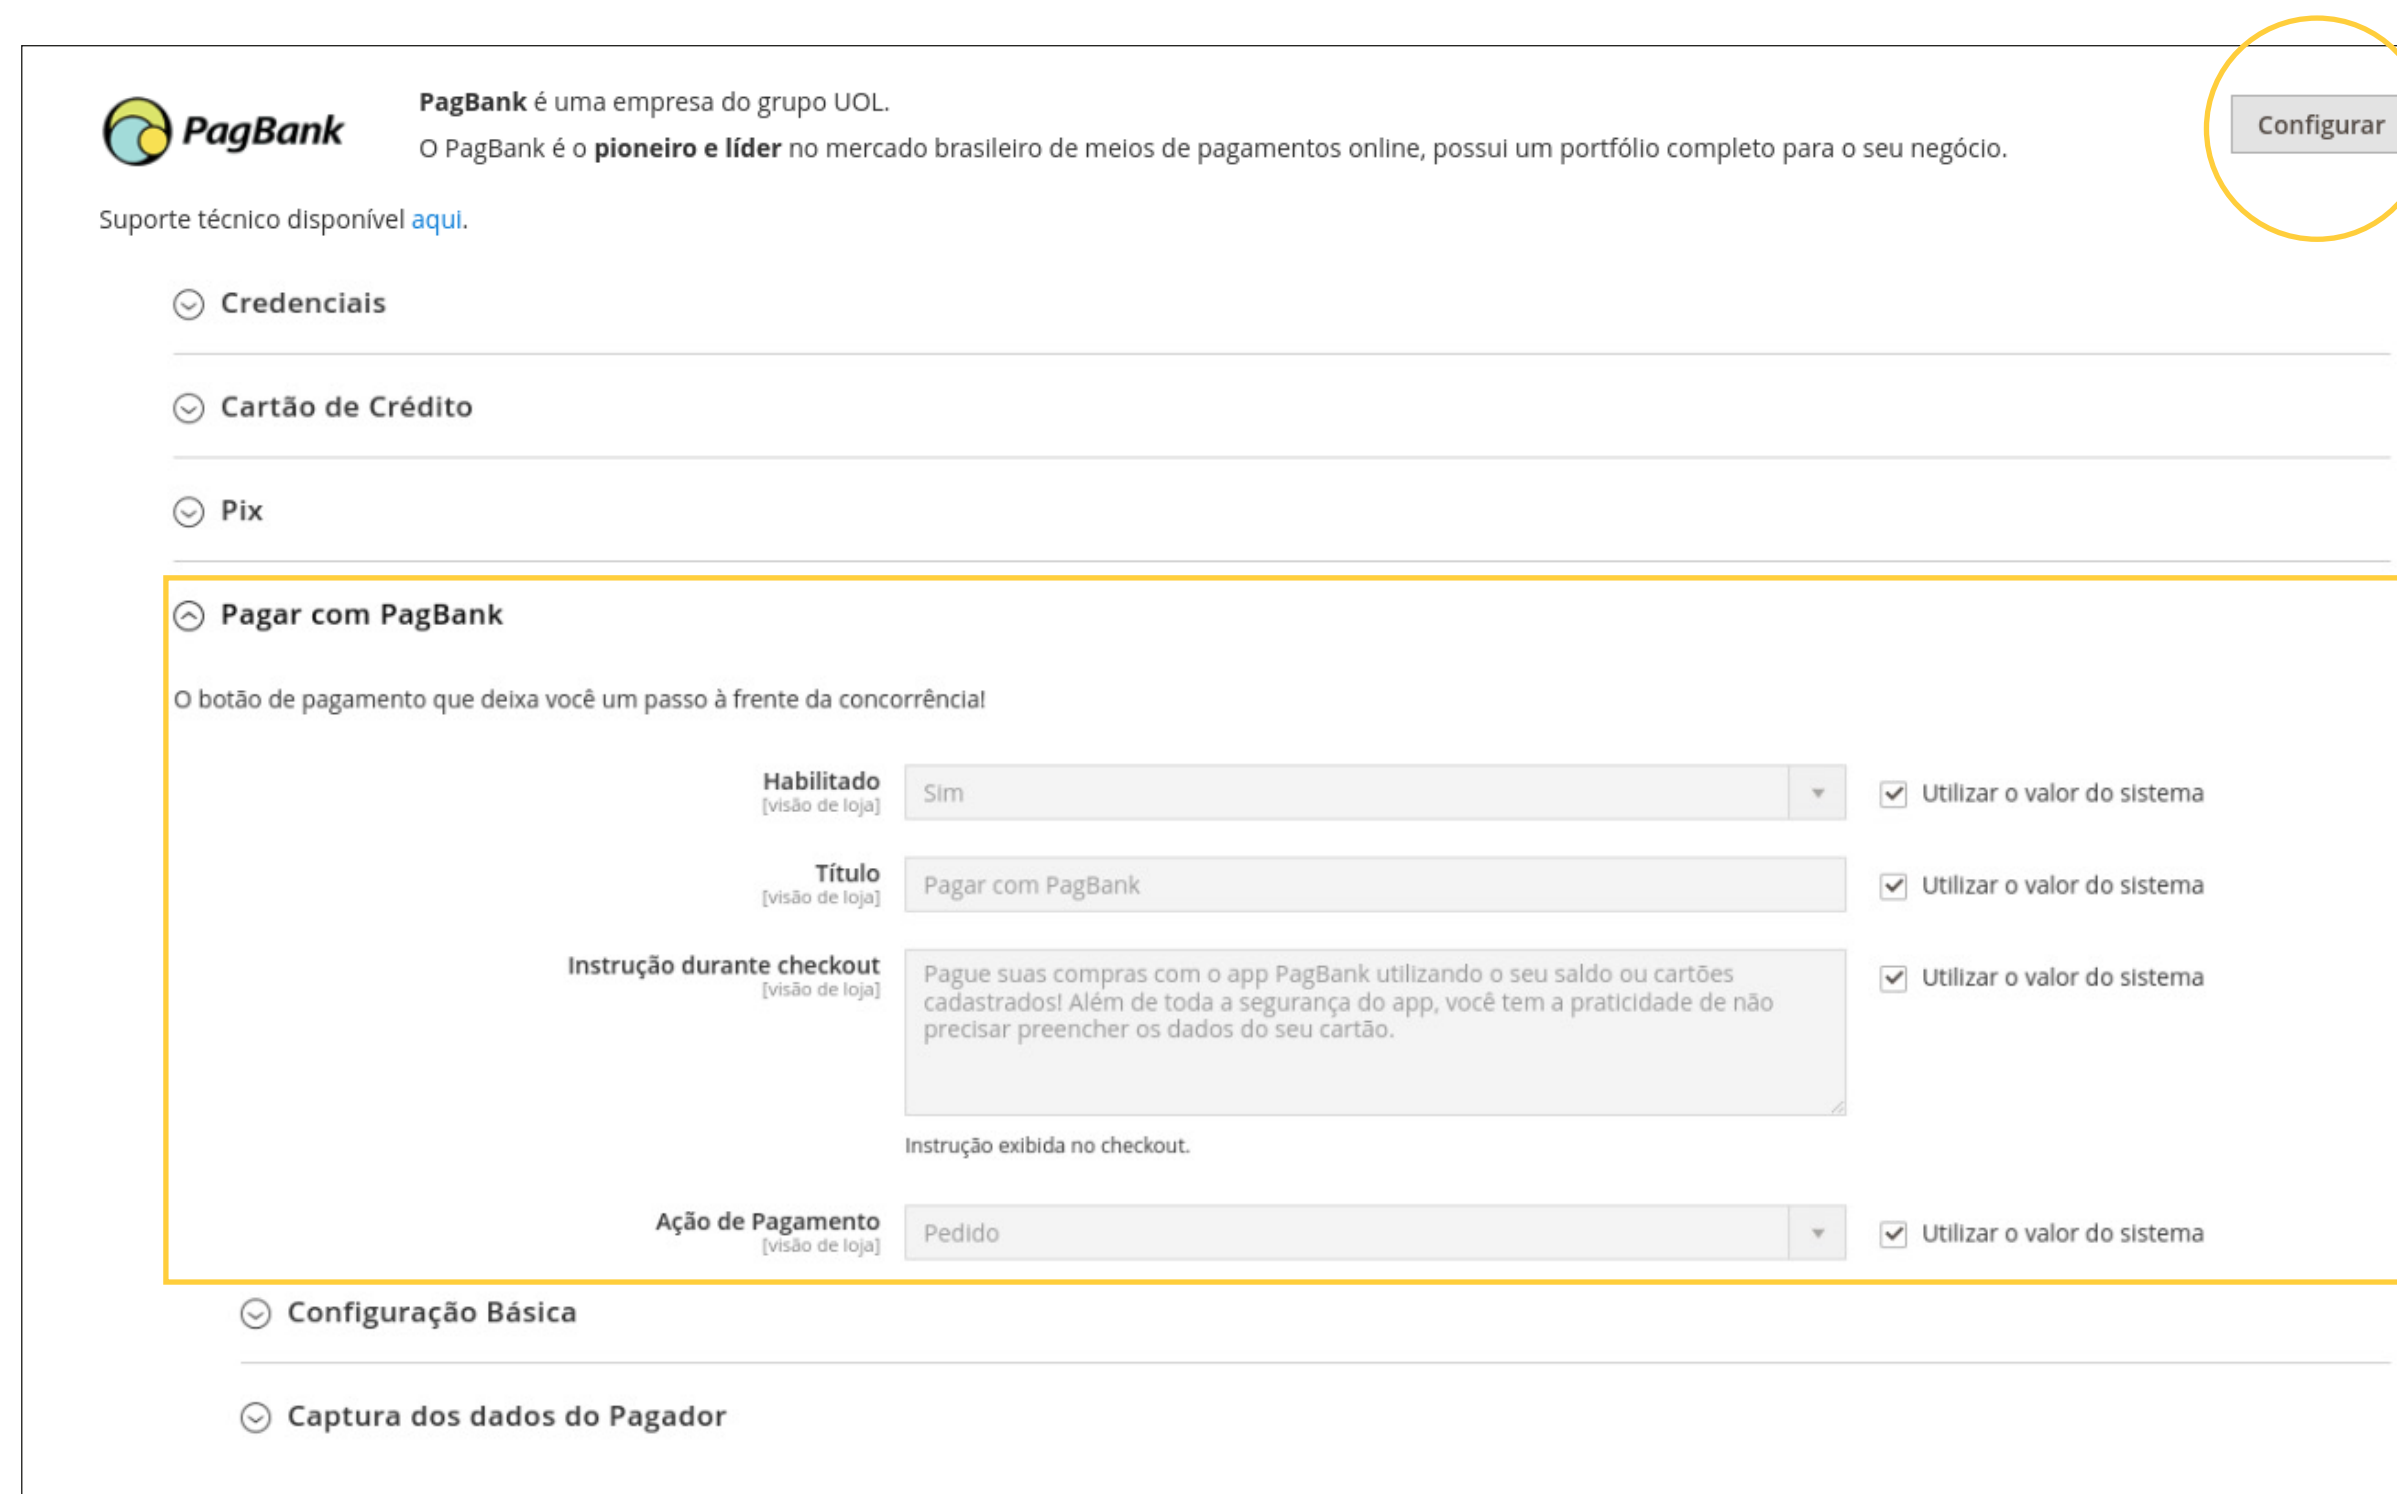 PagBank
PagBank é uma empresa do grupo UOL.
O PagBank é o pioneiro e líder no mercado brasileiro de meios de pagamentos online, possui um portfólio completo para o seu negócio.
Configurar
Suporte técnico disponível aqui.
Credenciais
Cartão de Crédito
Pix
Pagar com PagBank
O botão de pagamento que deixa você um passo à frente da concorrência!
Habilitado
[visão de loja]
Sim
Utilizar o valor do sistema
Título
[visão de loja]
Pagar com PagBank
Utilizar o valor do sistema
Instrução durante checkout
[visão de loja]
Pague suas compras com o app PagBank utilizando o seu saldo ou cartões
cadastrados! Além de toda a segurança do app, você tem a praticidade de não
precisar preencher os dados do seu cartão.
Utilizar o valor do sistema
Instrução exibida no checkout.
Ação de Pagamento
[visão de loja]
Pedido
Utilizar o valor do sistema
Configuração Básica
Captura dos dados do Pagador